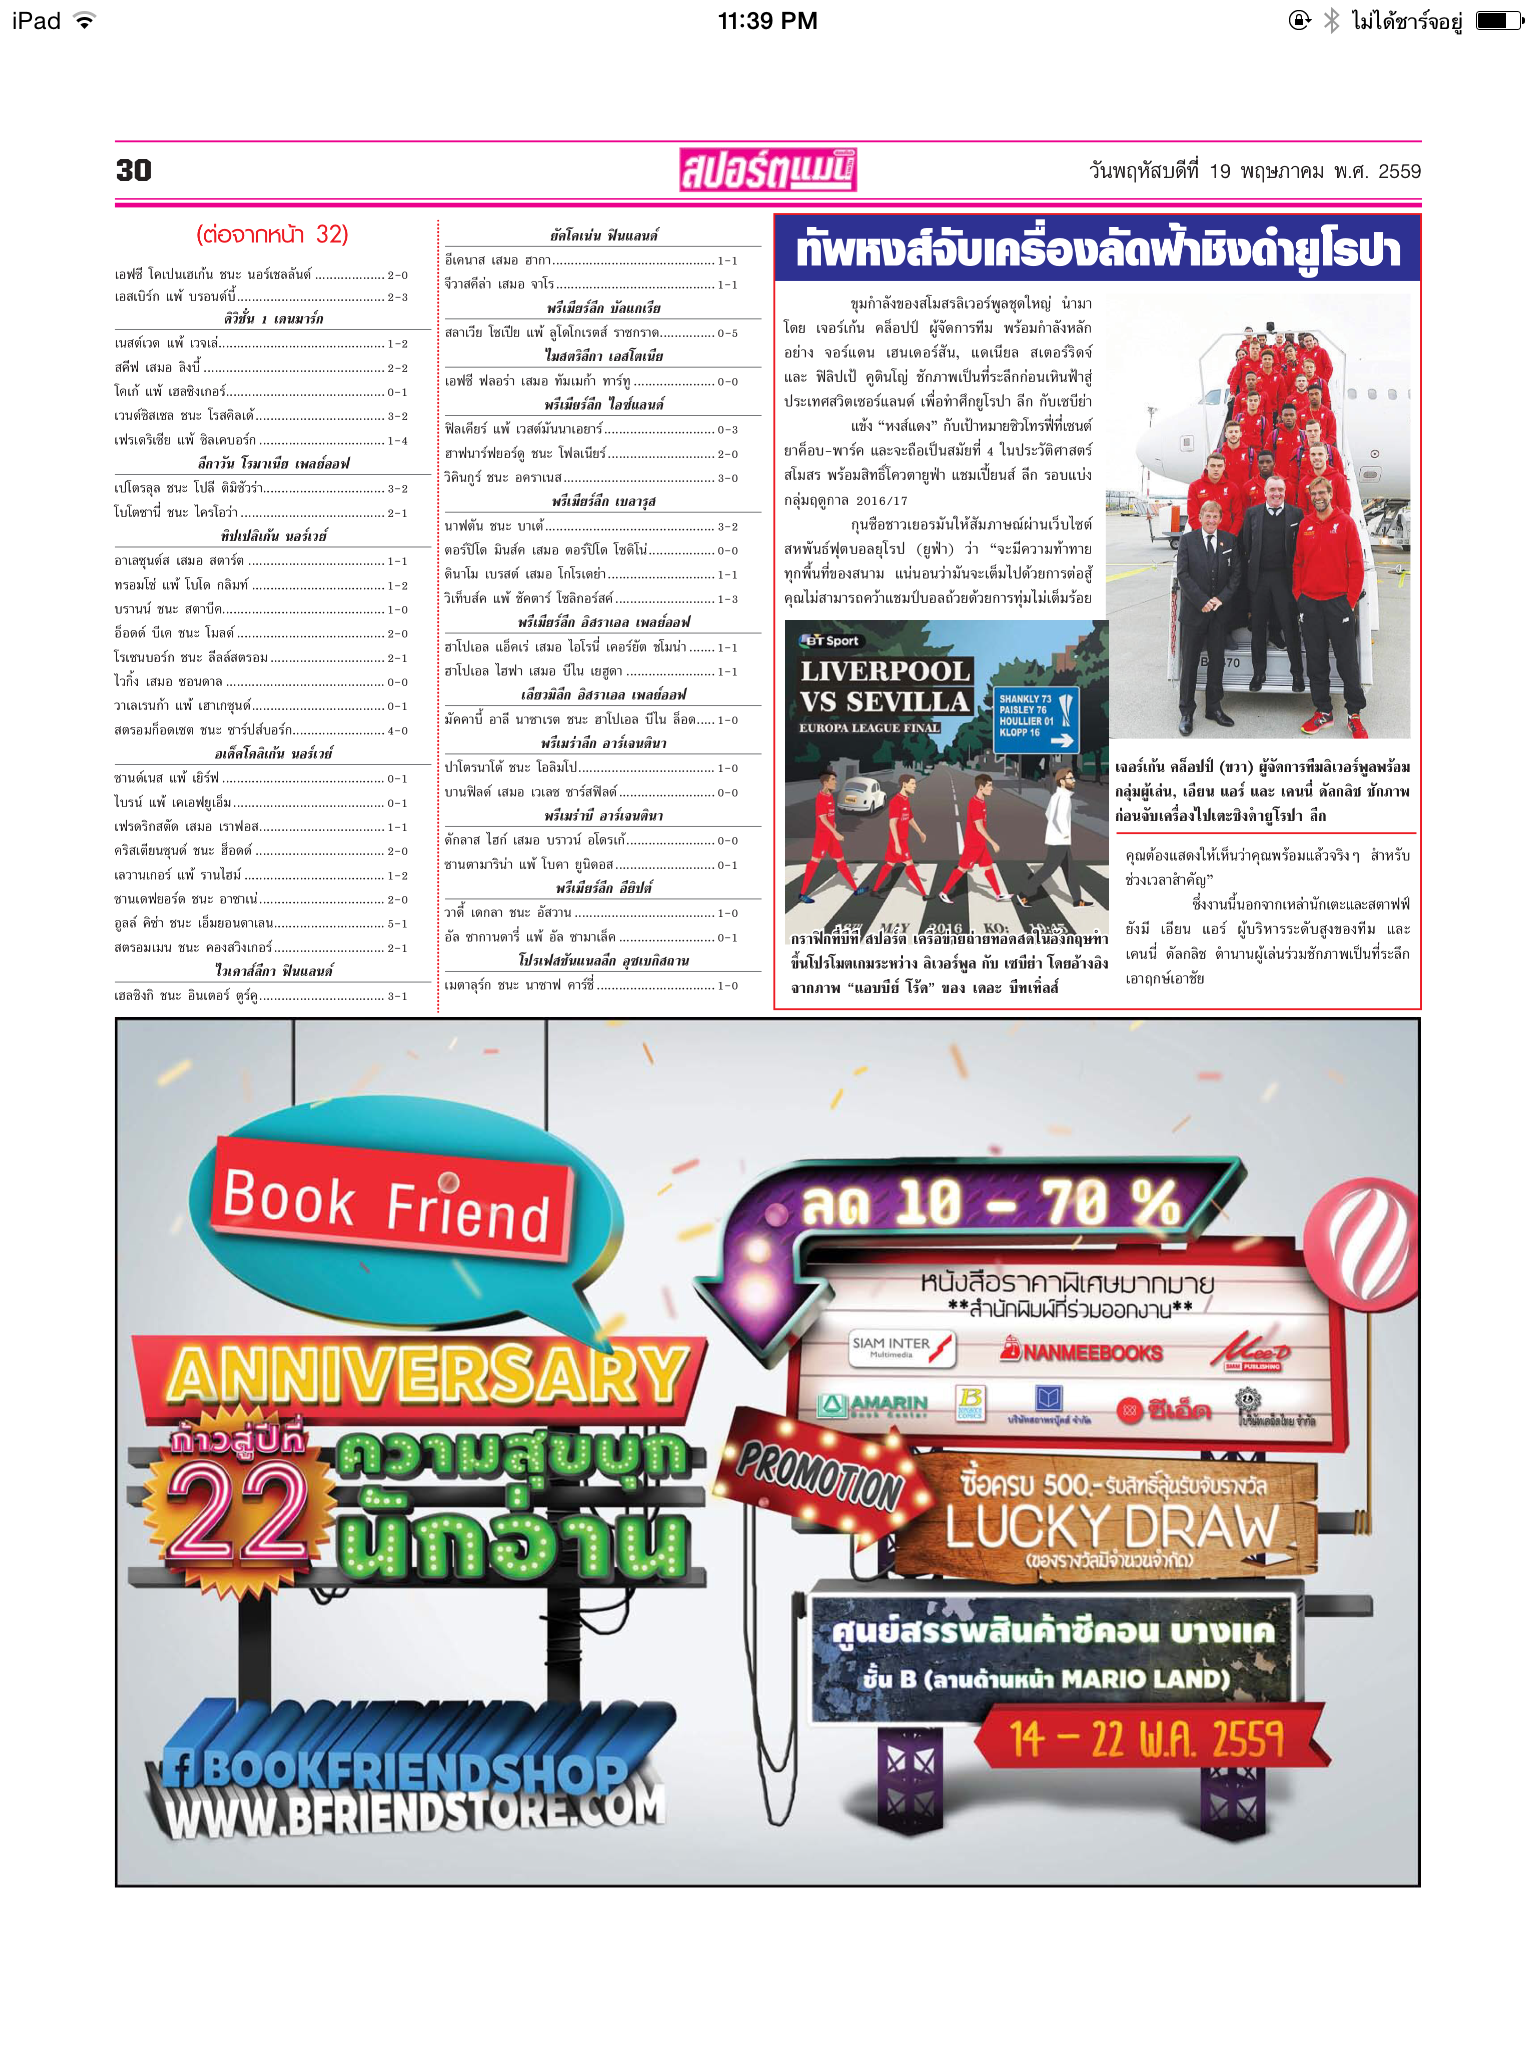 iPad
11:39 PM
ไม่ได้ชาร์จอยู่
30
สปอร์ตแมน
วันพฤหัสบดีที่ 19 พฤษภาคม พ.ศ. 2559
(ต่อจากหน้า 32)
เอฟซี โคเปนเฮเก้น ชนะ นอร์เชลลันด์ .................. 2-0
เอสเบิร์ก แพ้ บรอนด์บี้ ....................................... 2-3
ดิวิชั่น 1 เดนมาร์ก
เนสต์เวด แพ้ เวจเล่ ............................................ 1-2
สคีฟ เสมอ ลิงบี้ ................................................ 2-2
โคเก้ แพ้ เฮลซิงเกอร์ .......................................... 0-1
เวนด์ซิสเซล ชนะ โรสคิลเด้ ................................... 3-2
เฟรเดริเซีย แพ้ ซิลเคบอร์ก ................................... 1-4
ลีกาวัน โรมาเนีย เพลย์ออฟ
เปโตรลุล ชนะ โปลี ติมิซัวร่า ................................. 3-2
โบโตซานี่ ชนะ ไครโอว่า ....................................... 2-1
ทิปเปลิเก้น นอร์เวย์
อาเลซุนด์ส เสมอ สตาร์ต ..................................... 1-1
ทรอมโซ่ แพ้ โบโด กลิมท์ .................................... 1-2
บรานน์ ชนะ สตาบีค ............................................ 1-0
อ็อดด์ บีเค ชนะ โมลด์ ........................................ 2-0
โรเซนบอร์ก ชนะ ลีลล์สตรอม ............................... 2-1
ไวกิ้ง เสมอ ซอนดาล ........................................... 0-0
วาเลเรนก้า แพ้ เฮาเกซุนด์ .................................... 0-1
สตรอมก็อดเซต ชนะ ซาร์ปส์บอร์ก ......................... 4-0
อเด็คโคลิเก้น นอร์เวย์
ซานด์เนส แพ้ เยิร์ฟ ............................................ 0-1
ไบรน์ แพ้ เคเอฟยูเอ็ม ......................................... 0-1
เฟรดริกสตัด เสมอ เราฟอส .................................. 1-1
คริสเตียนซุนด์ ชนะ ฮ็อดด์ ................................... 2-0
เลวานเกอร์ แพ้ รานไฮม์ ...................................... 1-2
ซานเดฟยอร์ด ชนะ อาซาเน่ .................................. 2-0
อูลล์ คิซ่า ชนะ เอ็มยอนดาเลน .............................. 5-1
สตรอมเมน ชนะ คองสวิงเกอร์ .............................. 2-1
ไวเคาส์ลีกา ฟินแลนด์
เฮลซิงกิ ชนะ อินเตอร์ ตูร์คู .................................. 3-1
ยัคโคเน่น ฟินแลนด์
อีเคนาส เสมอ ฮากา ............................................ 1-1
จีวาสคีล่า เสมอ จาโร ........................................... 1-1
พรีเมียร์ลีก บัลแกเรีย
สลาเวีย โซเปีย แพ้ ลูโดโกเรตส์ ราซกราด ............... 0-5
ไมสตริลีกา เอสโตเนีย
เอฟซี ฟลอร่า เสมอ ทัมเมก้า ทาร์ทู ...................... 0-0
พรีเมียร์ลีก ไอซ์แลนด์
ฟิลเคียร์ แพ้ เวสต์มันนาเอยาร์ .............................. 0-3
ฮาฟนาร์ฟยอร์ดู ชนะ โฟลเนียร์ ............................. 2-0
วิคินกูร์ ชนะ อคราเนส ......................................... 3-0
พรีเมียร์ลีก เบลารุส
นาฟตัน ชนะ บาเต้ .............................................. 3-2
ตอร์ปิโด มินส์ค เสมอ ตอร์ปิโด โซดิโน่ .................. 0-0
ดินาโม เบรสต์ เสมอ โกโรเดย่า ............................. 1-1
วิเท็บส์ค แพ้ ชัคตาร์ โซลิกอร์สค์ ........................... 1-3
พรีเมียร์ลีก อิสราเอล เพลย์ออฟ
ฮาโปเอล แอ็คเร่ เสมอ ไอโรนี่ เคอร์ยัต ชโมน่า ....... 1-1
ฮาโปเอล ไฮฟา เสมอ บีไน เยฮูดา ........................ 1-1
เลียวมิลีก อิสราเอล เพลย์ออฟ
มัคคาบี้ อาลี นาซาเรต ชนะ ฮาโปเอล บีไน ล็อด ..... 1-0
พรีเมร่าลีก อาร์เจนตินา
ปาโตรนาโต้ ชนะ โอลิมโป ..................................... 1-0
บานฟิลด์ เสมอ เวเลซ ซาร์สฟิลด์ .......................... 0-0
พรีเมร่าบี อาร์เจนตินา
ดักลาส ไฮก์ เสมอ บราวน์ อโดรเก้ ........................ 0-0
ซานตามาริน่า แพ้ โบคา ยูนิดอส ........................... 0-1
พรีเมียร์ลีก อียิปต์
วาดี้ เดกลา ชนะ อัสวาน ...................................... 1-0
อัล ซากานดารี่ แพ้ อัล ซามาเล็ค .......................... 0-1
โปรเฟสชันแนลลีก อุซเบกิสถาน
เมตาลุร์ก ชนะ นาซาฟ คาร์ชี่ ................................ 1-0
ทัพหงส์จับเครื่องลัดฟ้าชิงดำยูโรปา
ขุมกำลังของสโมสรลิเวอร์พูลชุดใหญ่ นำมา
โดย เจอร์เก้น คล็อปป์ ผู้จัดการทีม พร้อมกำลังหลัก
อย่าง จอร์แดน เฮนเดอร์สัน, แดเนียล สเตอร์ริดจ์
และ ฟิลิปเป้ คูตินโญ่ ชักภาพเป็นที่ระลึกก่อนเหินฟ้าสู่
ประเทศสวิตเซอร์แลนด์ เพื่อทำศึกยูโรปา ลีก กับเซบีย่า
แข้ง “หงส์แดง” กับเป้าหมายซิวโทรฟี่ที่เซนต์
ยาค็อบ-พาร์ค และจะถือเป็นสมัยที่ 4 ในประวัติศาสตร์
สโมสร พร้อมสิทธิ์โควตายูฟ่า แชมเปี้ยนส์ ลีก รอบแบ่ง
กลุ่มฤดูกาล 2016/17
กุนซือชาวเยอรมันให้สัมภาษณ์ผ่านเว็บไซต์
สหพันธ์ฟุตบอลยุโรป (ยูฟ่า) ว่า “จะมีความท้าทาย
ทุกพื้นที่ของสนาม แน่นอนว่ามันจะเต็มไปด้วยการต่อสู้
คุณไม่สามารถคว้าแชมป์บอลถ้วยด้วยการทุ่มไม่เต็มร้อย
BT Sport
LIVERPOOL
VS SEVILLA
EUROPA LEAGUE FINAL
SHANKLY 73
PAISLEY 76
HOULLIER 01
KLOPP 16
18TH MAY 2016 KO: 19:45
กราฟิกที่บีที สปอร์ต เครือข่ายถ่ายทอดสดในอังกฤษทำ
ขึ้นโปรโมตเกมระหว่าง ลิเวอร์พูล กับ เซบีย่า โดยอ้างอิง
จากภาพ “แอบบีย์ โร้ด” ของ เดอะ บีทเทิ่ลส์
เจอร์เก้น คล็อปป์ (ขวา) ผู้จัดการทีมลิเวอร์พูลพร้อม
กลุ่มผู้เล่น, เอียน แอร์ และ เคนนี่ ดัลกลิช ชักภาพ
ก่อนจับเครื่องไปเตะชิงดำยูโรปา ลีก
คุณต้องแสดงให้เห็นว่าคุณพร้อมแล้วจริงๆ สำหรับ
ช่วงเวลาสำคัญ”
ซึ่งงานนี้นอกจากเหล่านักเตะและสตาฟฟ์
ยังมี เอียน แอร์ ผู้บริหารระดับสูงของทีม และ
เคนนี่ ดัลกลิช ตำนานผู้เล่นร่วมชักภาพเป็นที่ระลึก
เอาฤกษ์เอาชัย
Book Friend
ANNIVERSARY
ก้าวสู่ปีที่
22
ความสุขบุก
นักอ่าน
BOOKFRIENDSHOP
WWW.BFRIENDSTORE.COM
ลด 10 - 70 %
หนังสือราคาพิเศษมากมาย
**สำนักพิมพ์ที่ร่วมออกงาน**
SIAM INTER
Multimedia
NANMEEBOOKS
MeeD
SMM PUBLISHING
AMARIN
Book Center
B
BONGKOCH COMICS
บริษัทสถาพรบุ๊คส์ จำกัด
ซีเอ็ด
บริษัทเคล็ดไทย จำกัด
PROMOTION
ซื้อครบ 500.- รับสิทธิ์ลุ้นรับจับรางวัล
LUCKY DRAW
(ของรางวัลมีจำนวนจำกัด)
ศูนย์สรรพสินค้าซีคอน บางแค
ชั้น B (ลานด้านหน้า MARIO LAND)
14 - 22 พ.ค. 2559